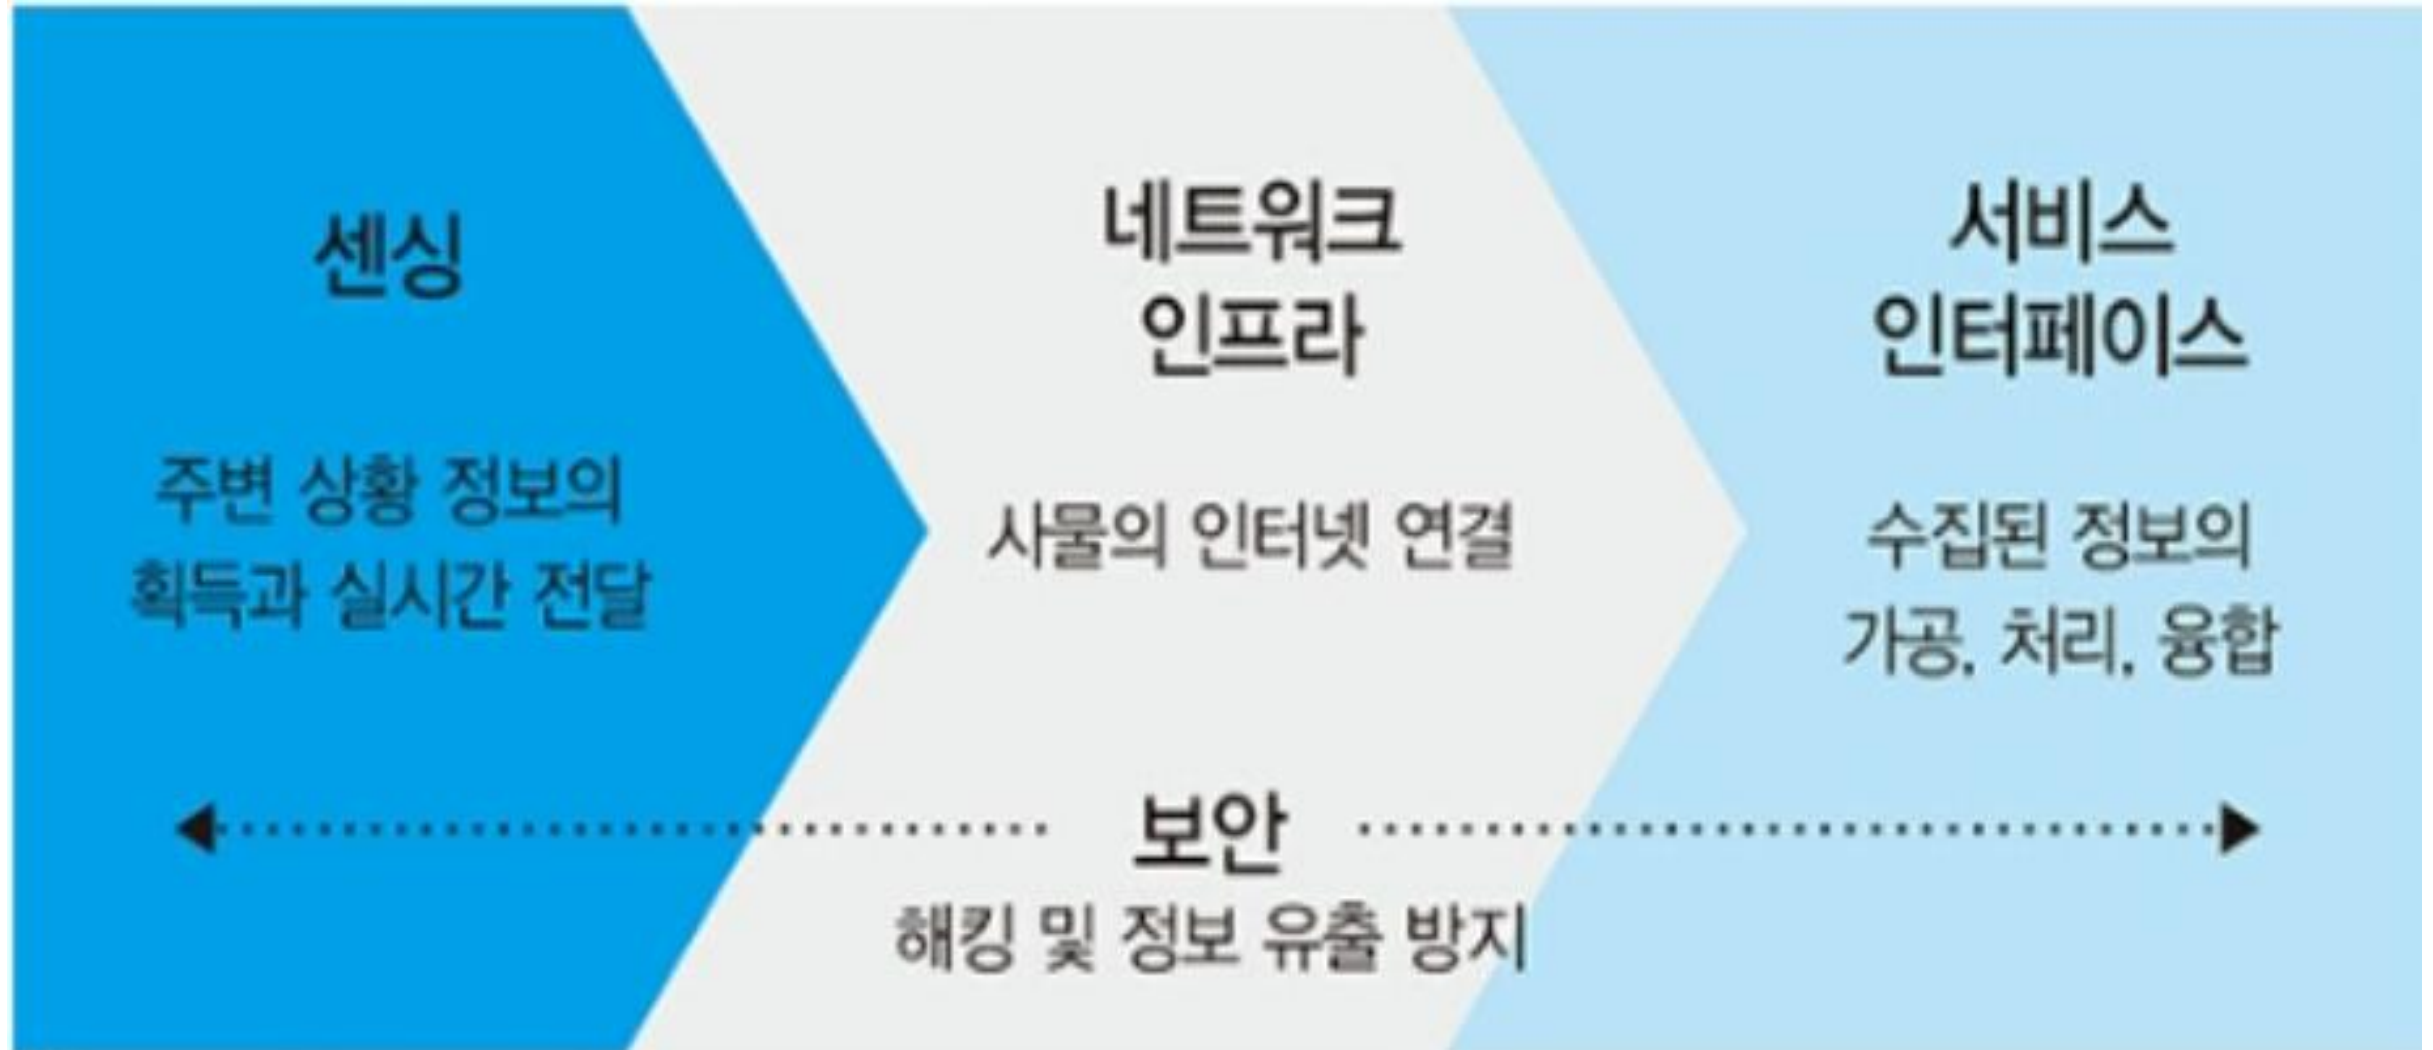 센싱
주변 상황 정보의
획득과 실시간 전달
네트워크
인프라
사물의 인터넷 연결
서비스
인터페이스
수집된 정보의
가공, 처리, 융합
보안
해킹 및 정보 유출 방지